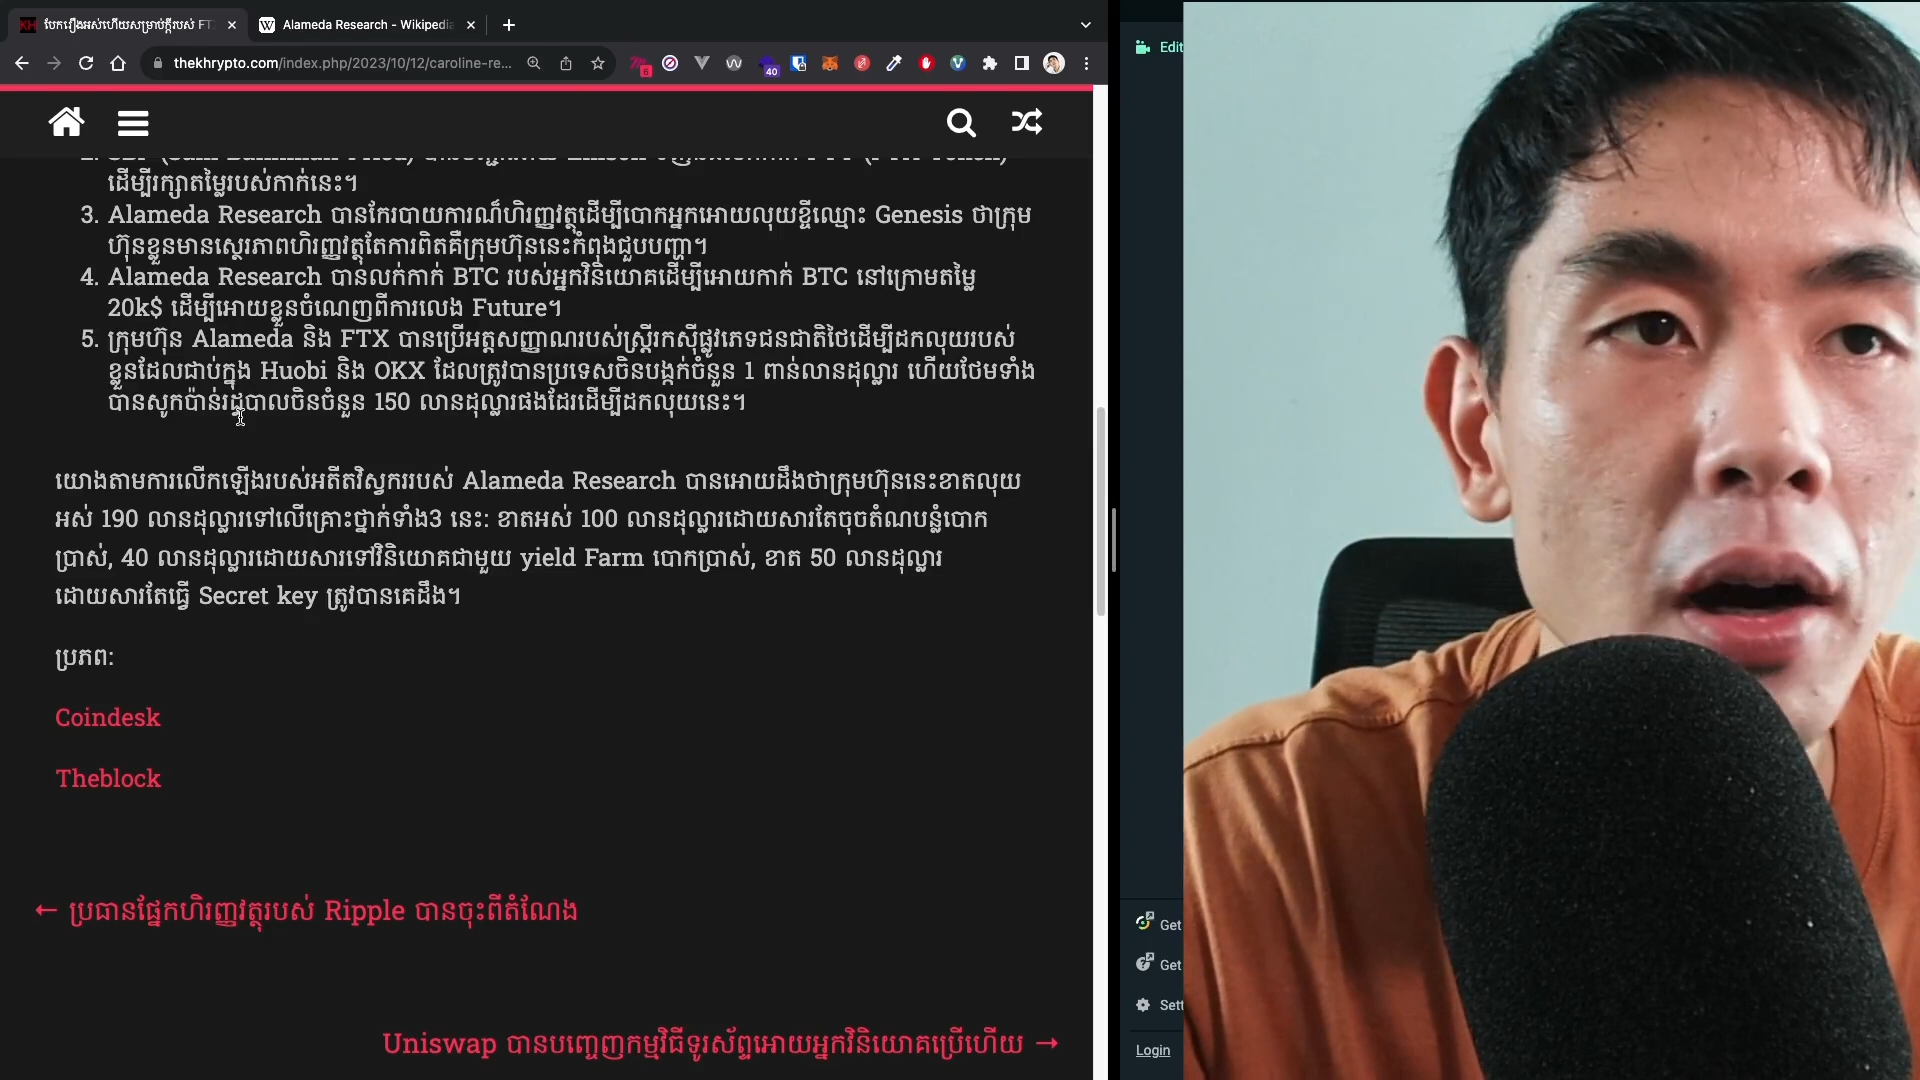 បែករឿងអស់ហើយសម្រាប់ក្តីរបស់ FT
Alameda Research - Wikipedia
thekhrypto.com/index.php/2023/10/12/caroline-re...
6
40
ដើម្បីរក្សាតម្លៃរបស់កាក់នេះ។
3. Alameda Research បានកែរបាយការណ៍ហិរញ្ញវត្ថុដើម្បីបោកអ្នកអោយលុយខ្ចីឈ្មោះ Genesis ថាក្រុម
ហ៊ុនខ្លួនមានស្ថេរភាពហិរញ្ញវត្ថុតែការពិតគឺក្រុមហ៊ុននេះកំពុងជួបបញ្ហា។
4. Alameda Research បានលក់កាក់ BTC របស់អ្នកវិនិយោគដើម្បីអោយកាក់ BTC នៅក្រោមតម្លៃ
20k$ ដើម្បីអោយខ្លួនចំណេញពីការលេង Future។
5. ក្រុមហ៊ុន Alameda និង FTX បានប្រើអត្តសញ្ញាណរបស់ស្ត្រីរកស៊ីផ្លូវភេទជនជាតិថៃដើម្បីដកលុយរបស់
ខ្លួនដែលជាប់ក្នុង Huobi និង OKX ដែលត្រូវបានប្រទេសចិនបង្កក់ចំនួន 1 ពាន់លានដុល្លារ ហើយថែមទាំង
បានសូកប៉ាន់រដ្ឋបាលចិនចំនួន 150 លានដុល្លារផងដែរដើម្បីដកលុយនេះ។
យោងតាមការលើកឡើងរបស់អតីតវិស្វកររបស់ Alameda Research បានអោយដឹងថាក្រុមហ៊ុននេះខាតលុយ
អស់ 190 លានដុល្លារទៅលើគ្រោះថ្នាក់ទាំង3 នេះ: ខាតអស់ 100 លានដុល្លារដោយសារតែចុចតំណបន្លំបោក
ប្រាស់, 40 លានដុល្លារដោយសារទៅវិនិយោគជាមួយ yield Farm បោកប្រាស់, ខាត 50 លានដុល្លារ
ដោយសារតែធ្វើ Secret key ត្រូវបានគេដឹង។
ប្រភព:
Coindesk
Theblock
← ប្រធានផ្នែកហិរញ្ញវត្ថុរបស់ Ripple បានចុះពីតំណែង
Uniswap បានបញ្ចេញកម្មវិធីទូរស័ព្ទអោយអ្នកវិនិយោគប្រើហើយ →
Edit
Get
Get
Sett
Login